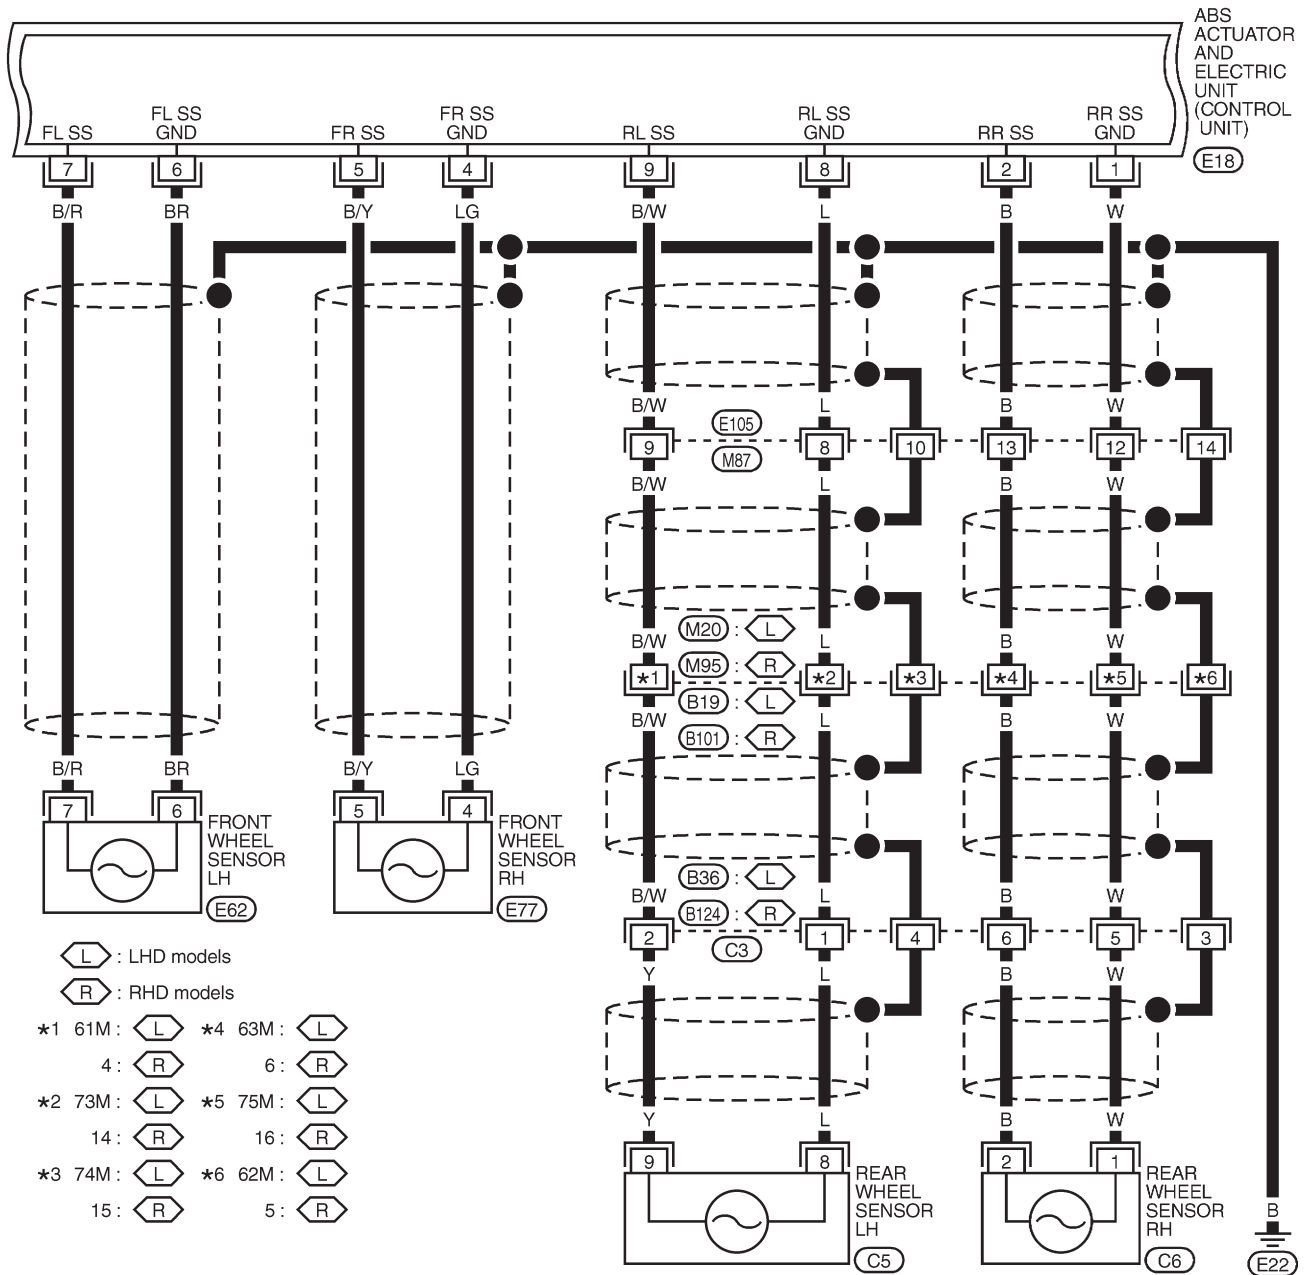 ABS
ACTUATOR
AND
ELECTRIC
UNIT
(CONTROL
UNIT)
E18
FL SS
FL SS
GND
FR SS
FR SS
GND
RL SS
RL SS
GND
RR SS
RR SS
GND
7 6 5 4 9 8 2 1
B/R BR B/Y LG B/W L B W
B/W L B W
E105
9 8 10 13 12 14
M87
B/W L B W
M20 : L
B/W L B W
M95 : R
*1 *2 *3 *4 *5 *6
B19 : L
B/W L B W
B101 : R
B/R BR B/Y LG
7 6 5 4
FRONT
WHEEL
SENSOR
LH
E62
FRONT
WHEEL
SENSOR
RH
E77
B36 : L
B/W L B W
B124 : R
2 1 4 6 5 3
C3
Y L B W
L : LHD models
R : RHD models
*1 61M : L *4 63M : L
4 : R 6 : R
*2 73M : L *5 75M : L
14 : R 16 : R
*3 74M : L *6 62M : L
15 : R 5 : R
Y L B W
9 8 2 1
REAR
WHEEL
SENSOR
LH
C5
REAR
WHEEL
SENSOR
RH
C6
B
E22